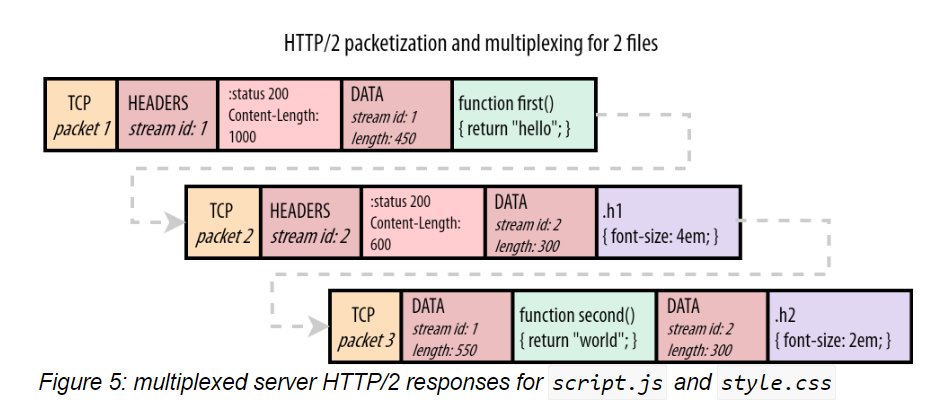 HTTP/2 packetization and multiplexing for 2 files
TCP
packet 1
HEADERS
stream id: 1
:status 200
Content-Length:
1000
DATA
stream id: 1
length: 450
function first()
{ return "hello"; }
TCP
packet 2
HEADERS
stream id: 2
:status 200
Content-Length:
600
DATA
stream id: 2
length: 300
.h1
{ font-size: 4em; }
TCP
packet 3
DATA
stream id: 1
length: 550
function second()
{ return "world"; }
DATA
stream id: 2
length: 300
.h2
{ font-size: 2em; }
Figure 5: multiplexed server HTTP/2 responses for script.js and style.css